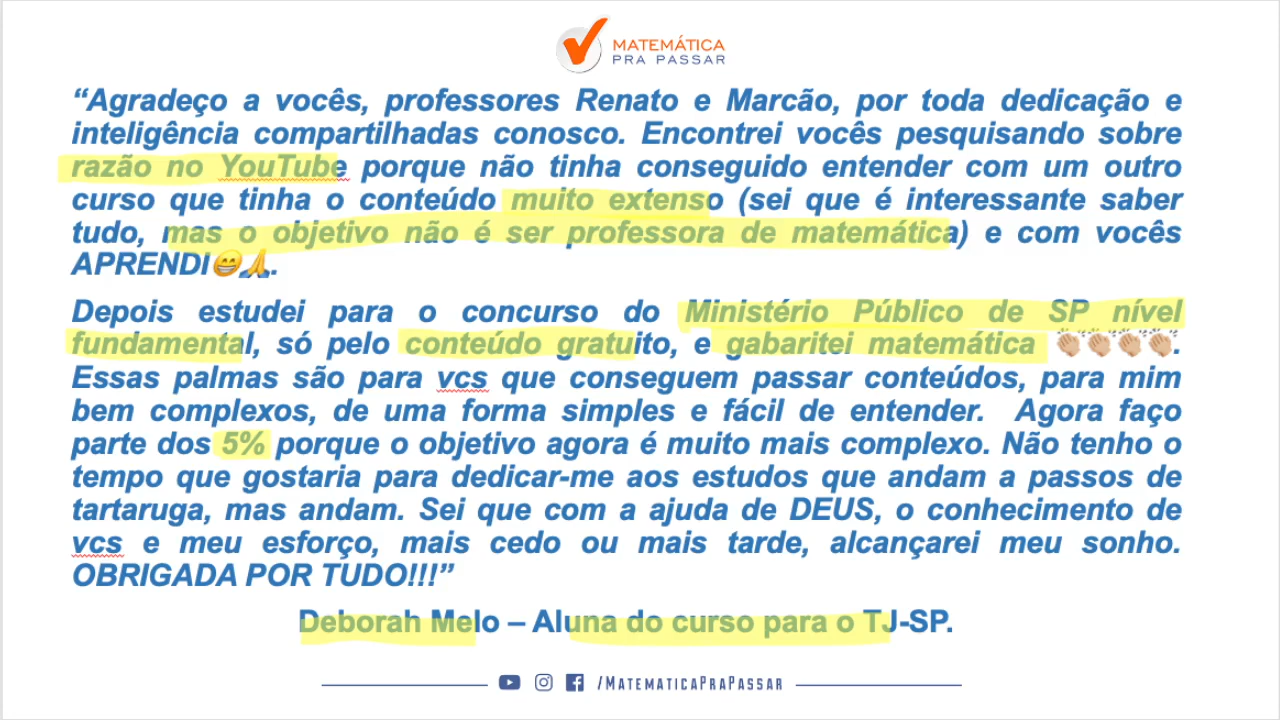 MATEMÁTICA
PRA PASSAR
“Agradeço a vocês, professores Renato e Marcão, por toda dedicação e
inteligência compartilhadas conosco. Encontrei vocês pesquisando sobre
razão no YouTube porque não tinha conseguido entender com um outro
curso que tinha o conteúdo muito extenso (sei que é interessante saber
tudo, mas o objetivo não é ser professora de matemática) e com vocês
APRENDI😁🙏.
Depois estudei para o concurso do Ministério Público de SP nível
fundamental, só pelo conteúdo gratuito, e gabaritei matemática 👏🏼👏🏼👏🏼👏🏼.
Essas palmas são para vcs que conseguem passar conteúdos, para mim
bem complexos, de uma forma simples e fácil de entender. Agora faço
parte dos 5% porque o objetivo agora é muito mais complexo. Não tenho o
tempo que gostaria para dedicar-me aos estudos que andam a passos de
tartaruga, mas andam. Sei que com a ajuda de DEUS, o conhecimento de
vcs e meu esforço, mais cedo ou mais tarde, alcançarei meu sonho.
OBRIGADA POR TUDO!!!”
Deborah Melo – Aluna do curso para o TJ-SP.
/MATEMATICAPRAPASSAR